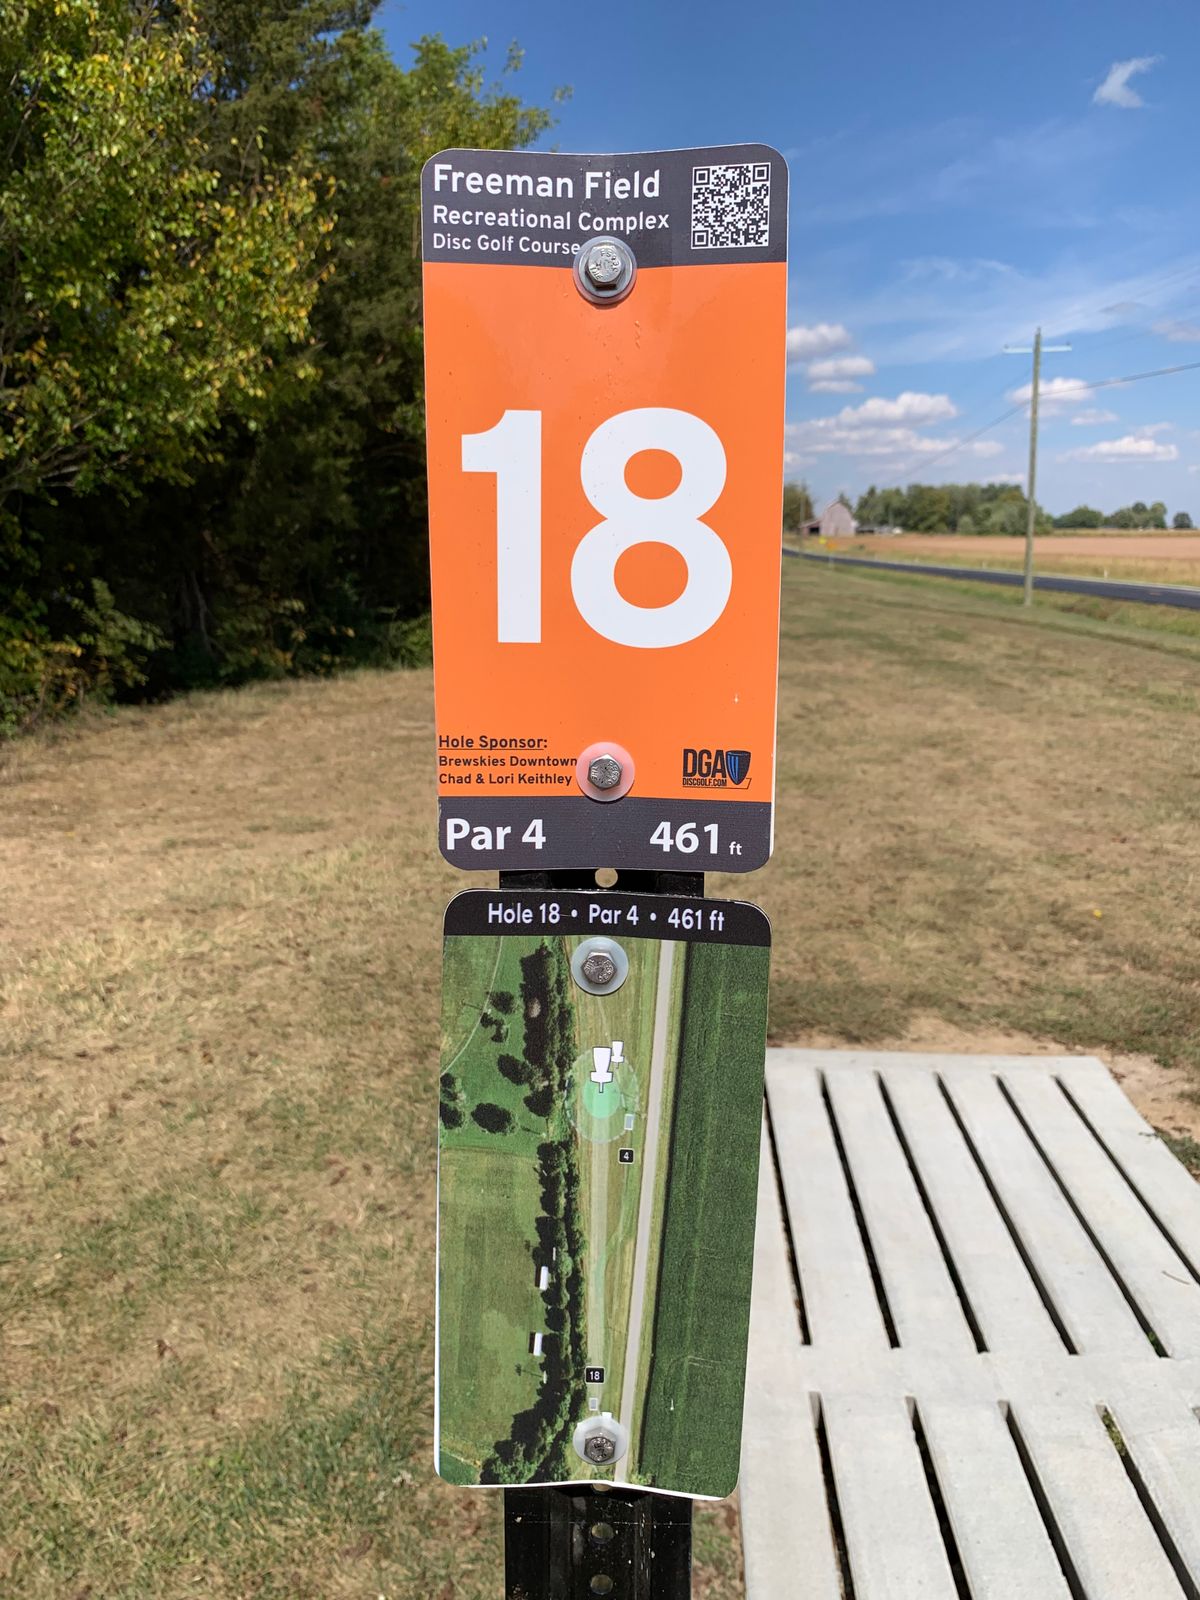 Freeman Field
Recreational Complex
Disc Golf Course
18
Hole Sponsor:
Brewskies Downtown
Chad & Lori Keithley
DGA
DISCGOLF.COM
Par 4
461 ft
Hole 18 • Par 4 • 461 ft
4
18